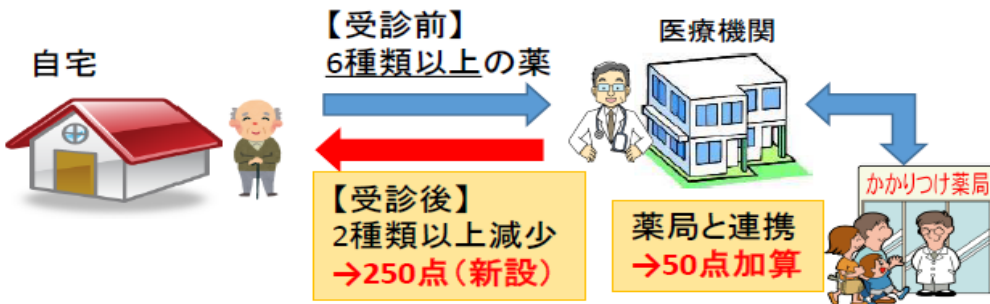 自宅
【受診前】
6種類以上の薬
医療機関
【受診後】
2種類以上減少
→250点(新設)
薬局と連携
→50点加算
かかりつけ薬局